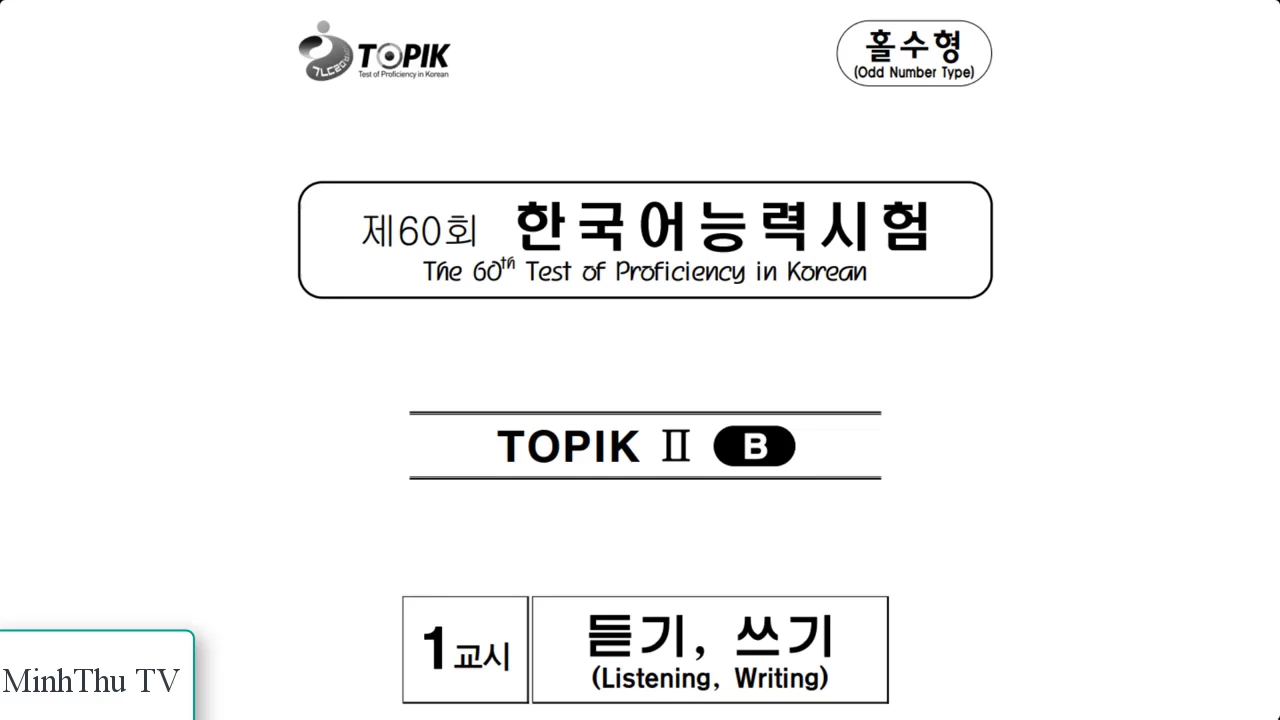 TOPIK
Test of Proficiency in Korean
홀수형
(Odd Number Type)
제60회 한국어능력시험
The 60th Test of Proficiency in Korean
TOPIK Ⅱ B
1교시
듣기, 쓰기
(Listening, Writing)
MinhThu TV